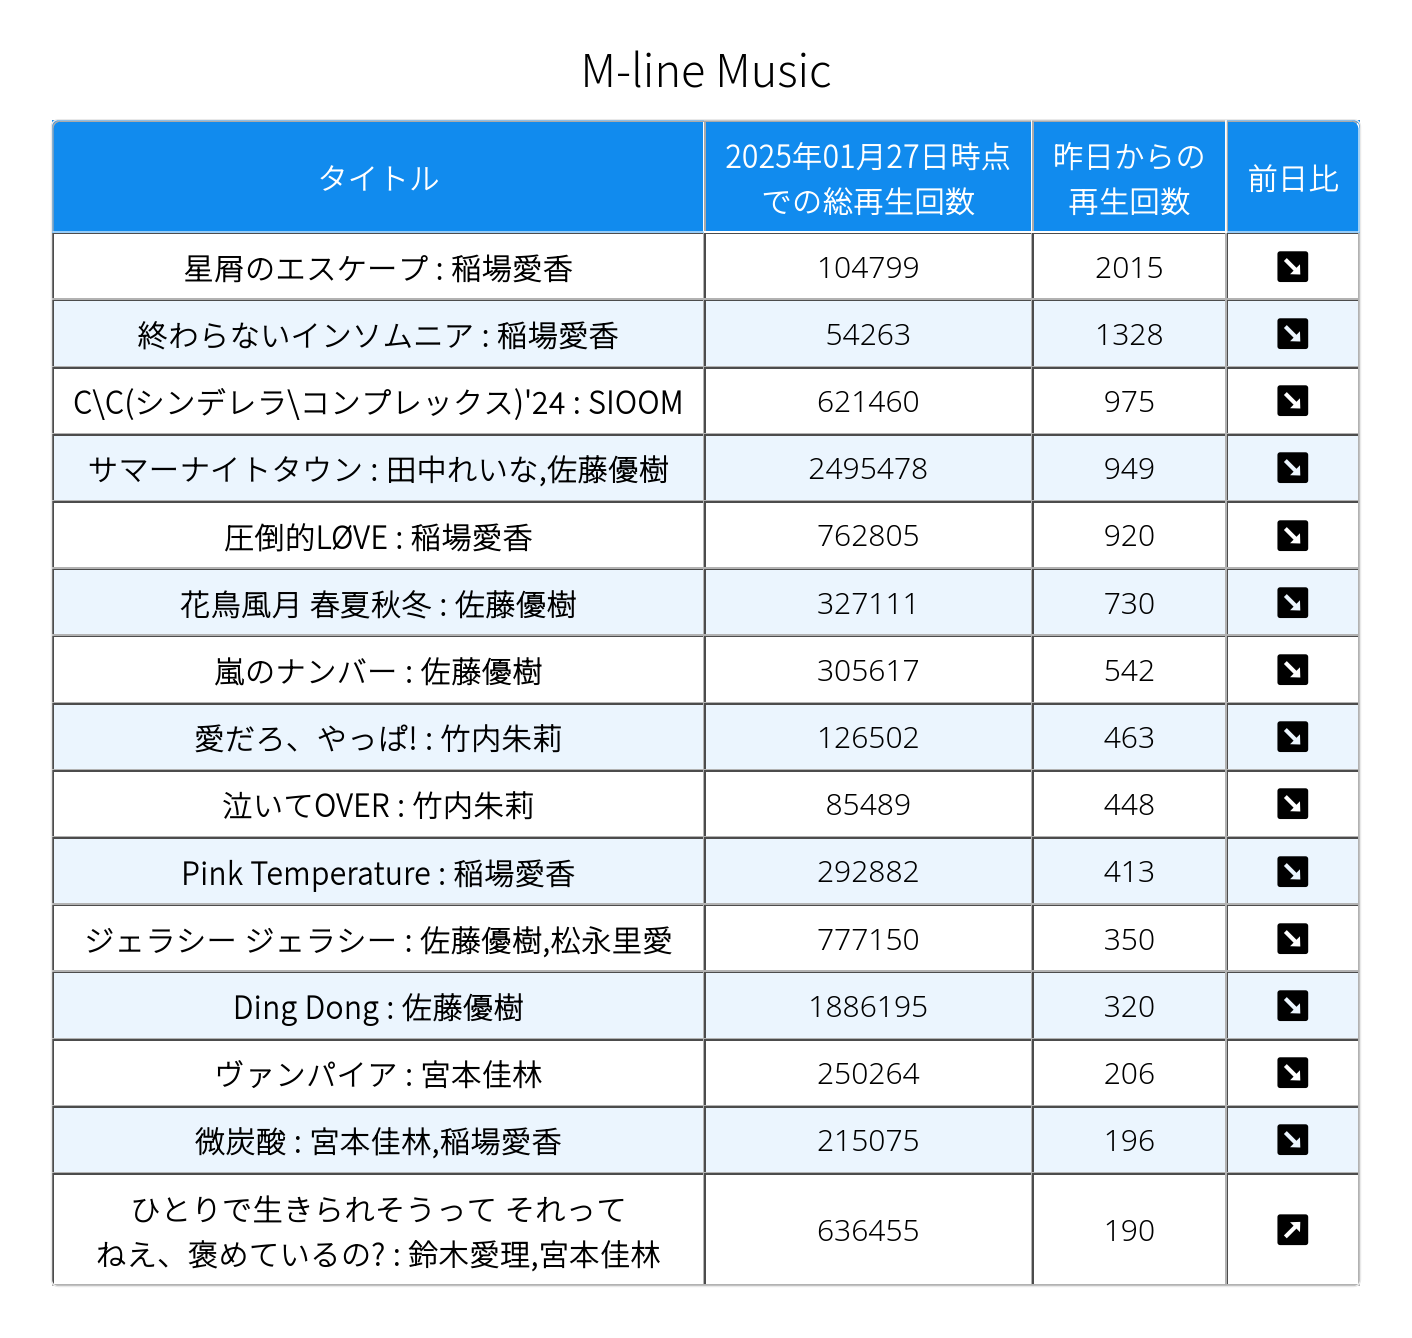 M-line Music
タイトル
2025年01月27日時点
での総再生回数
昨日からの
再生回数
前日比
星屑のエスケープ : 稲場愛香 104799 2015
終わらないインソムニア : 稲場愛香 54263 1328
C\C(シンデレラ\コンプレックス)'24 : SIOOM 621460 975
サマーナイトタウン : 田中れいな,佐藤優樹 2495478 949
圧倒的LØVE : 稲場愛香 762805 920
花鳥風月 春夏秋冬 : 佐藤優樹 327111 730
嵐のナンバー : 佐藤優樹 305617 542
愛だろ、やっぱ! : 竹内朱莉 126502 463
泣いてOVER : 竹内朱莉 85489 448
Pink Temperature : 稲場愛香 292882 413
ジェラシー ジェラシー : 佐藤優樹,松永里愛 777150 350
Ding Dong : 佐藤優樹 1886195 320
ヴァンパイア : 宮本佳林 250264 206
微炭酸 : 宮本佳林,稲場愛香 215075 196
ひとりで生きられそうって それって
ねえ、褒めているの? : 鈴木愛理,宮本佳林 636455 190